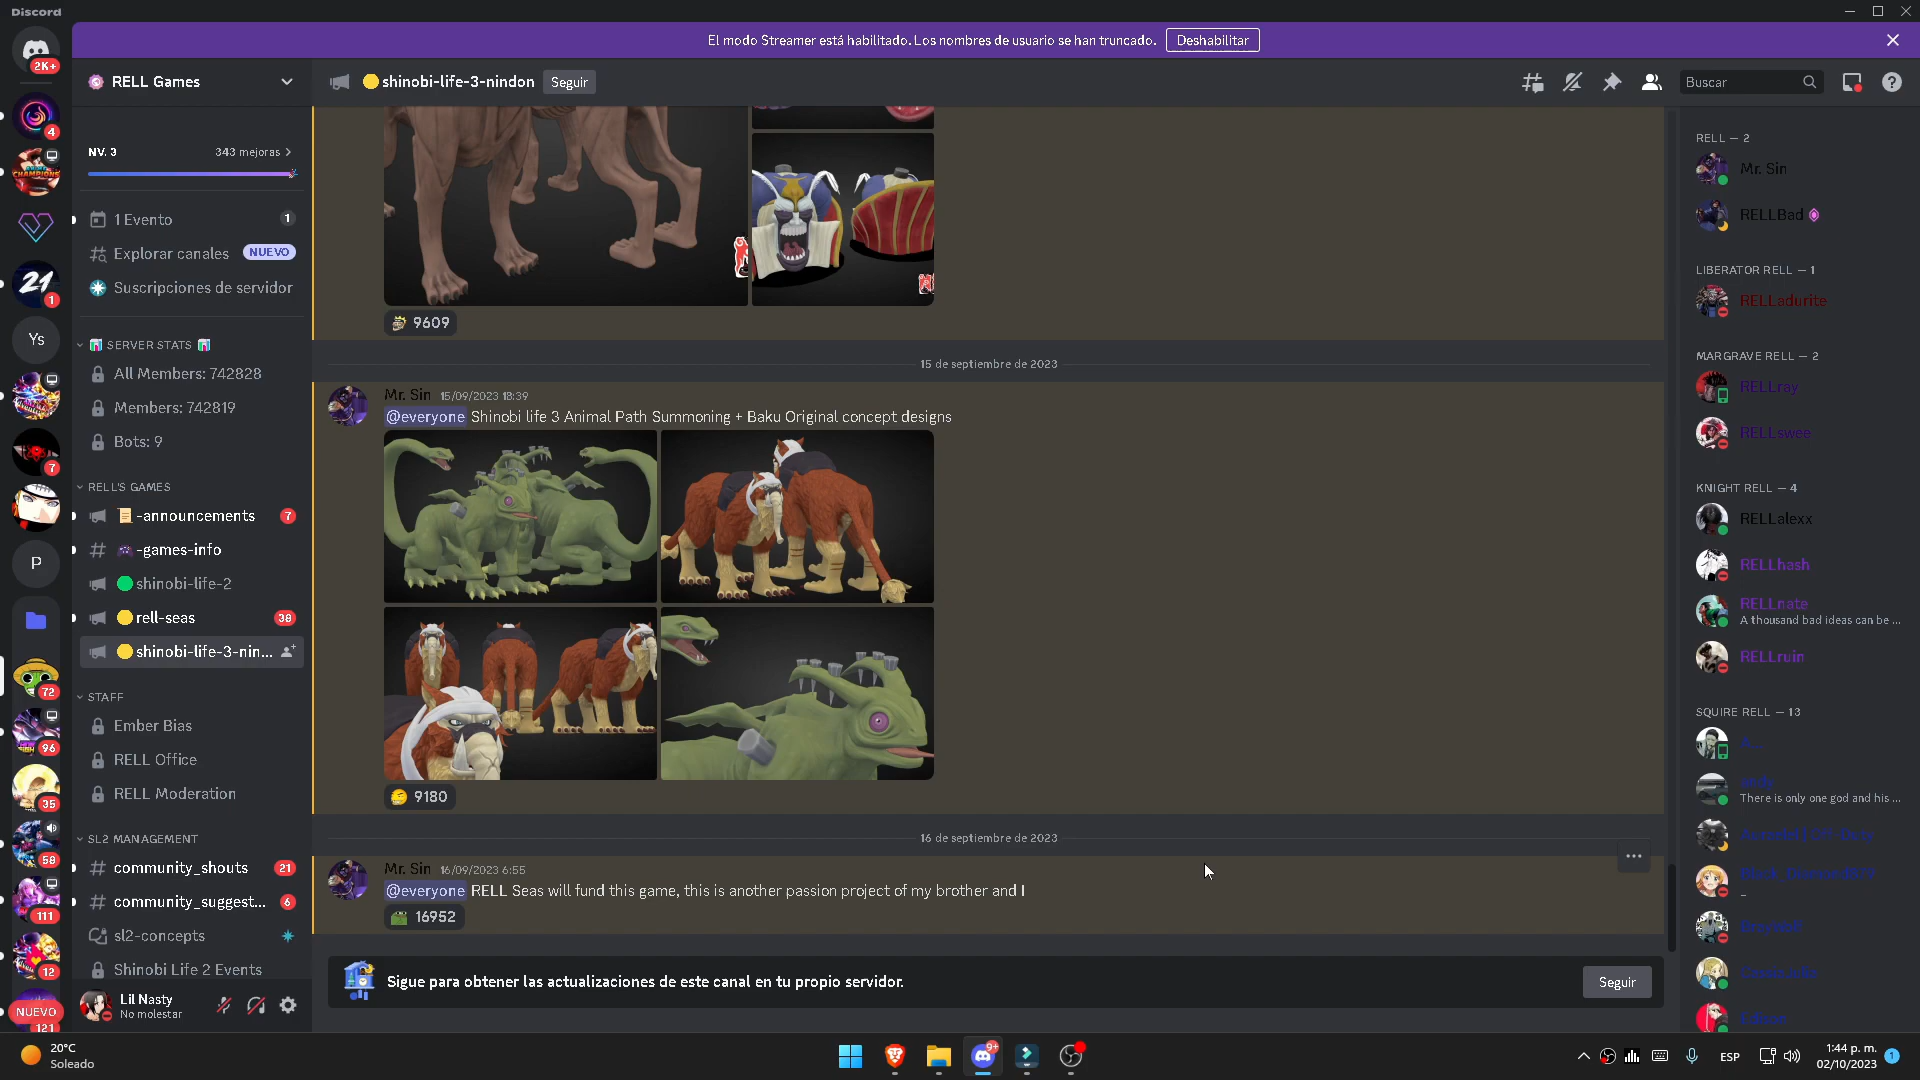 Discord
El modo Streamer está habilitado. Los nombres de usuario se han truncado. Deshabilitar
2K+
4
21
1
Ys
7
P
72
96
35
58
111
12
NUEVO
121
RELL Games
NV. 3 343 mejoras
1 Evento 1
Explorar canales NUEVO
Suscripciones de servidor
SERVER STATS
All Members: 742828
Members: 742819
Bots: 9
RELL'S GAMES
-announcements 7
-games-info
shinobi-life-2
rell-seas 38
shinobi-life-3-nin...
STAFF
Ember Bias
RELL Office
RELL Moderation
SL2 MANAGEMENT
community_shouts 21
community_suggest... 6
sl2-concepts
Shinobi Life 2 Events
Lil Nasty
No molestar
shinobi-life-3-nindon Seguir
Buscar
9609
15 de septiembre de 2023
Mr. Sin 15/09/2023 18:39
@everyone Shinobi life 3 Animal Path Summoning + Baku Original concept designs
9180
16 de septiembre de 2023
Mr. Sin 16/09/2023 6:55
@everyone RELL Seas will fund this game, this is another passion project of my brother and I
16952
Sigue para obtener las actualizaciones de este canal en tu propio servidor. Seguir
RELL — 2
Mr. Sin
RELLBad
LIBERATOR RELL — 1
RELLadurite
MARGRAVE RELL — 2
RELLray
RELLswee
KNIGHT RELL — 4
RELLalexx
RELLhash
RELLnate
A thousand bad ideas can be ...
RELLruin
SQUIRE RELL — 13
There is only one god and his ...
20°C
Soleado
9+
ESP
1:44 p. m.
02/10/2023
1